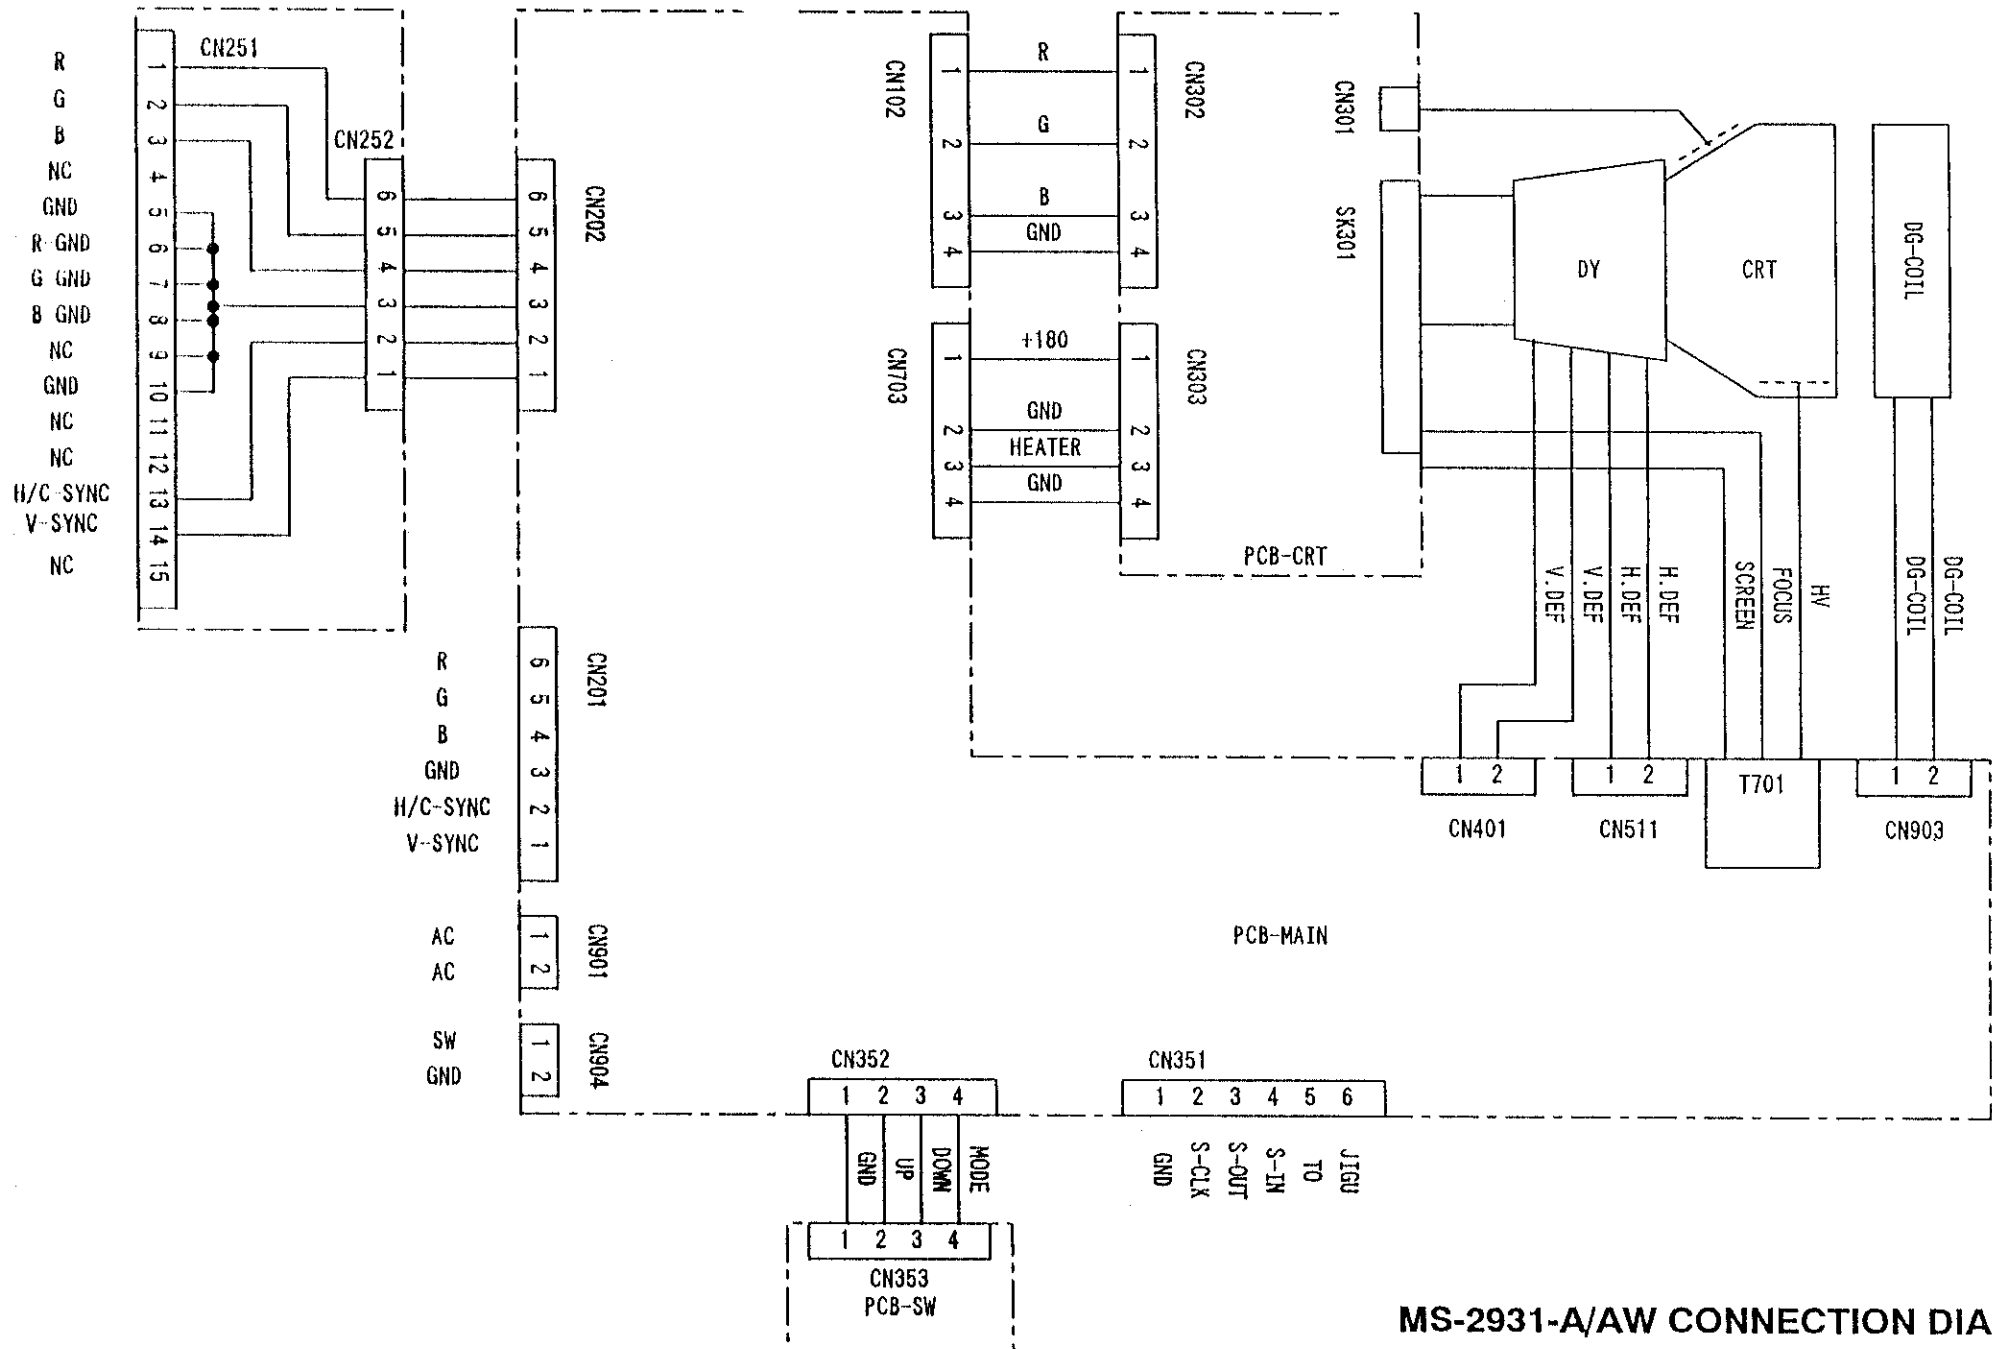 CN251
R 1
G 2
B 3
NC 4
GND 5
R GND 6
G GND 7
B GND 8
NC 9
GND 10
NC 11
NC 12
H/C SYNC 13
V-SYNC 14
NC 15
CN252
6
5
4
3
2
1
CN202
6
5
4
3
2
1
CN201
R 6
G 5
B 4
GND 3
H/C-SYNC 2
V-SYNC 1
CN901
AC 1
AC 2
CN904
SW 1
GND 2
CN102
CN302
1 R 1
2 G 2
3 B 3
4 GND 4
CN703
CN303
1 +180 1
2 GND 2
3 HEATER 3
4 GND 4
PCB-CRT
CN301
SK301
DY
CRT
DG-COIL
V.DEF
V.DEF
H.DEF
H.DEF
SCREEN
FOCUS
HV
DG-COIL
DG-COIL
1 2
CN401
1 2
CN511
T701
1 2
CN903
PCB-MAIN
CN352
1 2 3 4
GND
UP
DOWN
MODE
1 2 3 4
CN353
PCB-SW
CN351
1 2 3 4 5 6
GND
S-CLK
S-OUT
S-IN
TO
JIGU
MS-2931-A/AW CONNECTION DIA